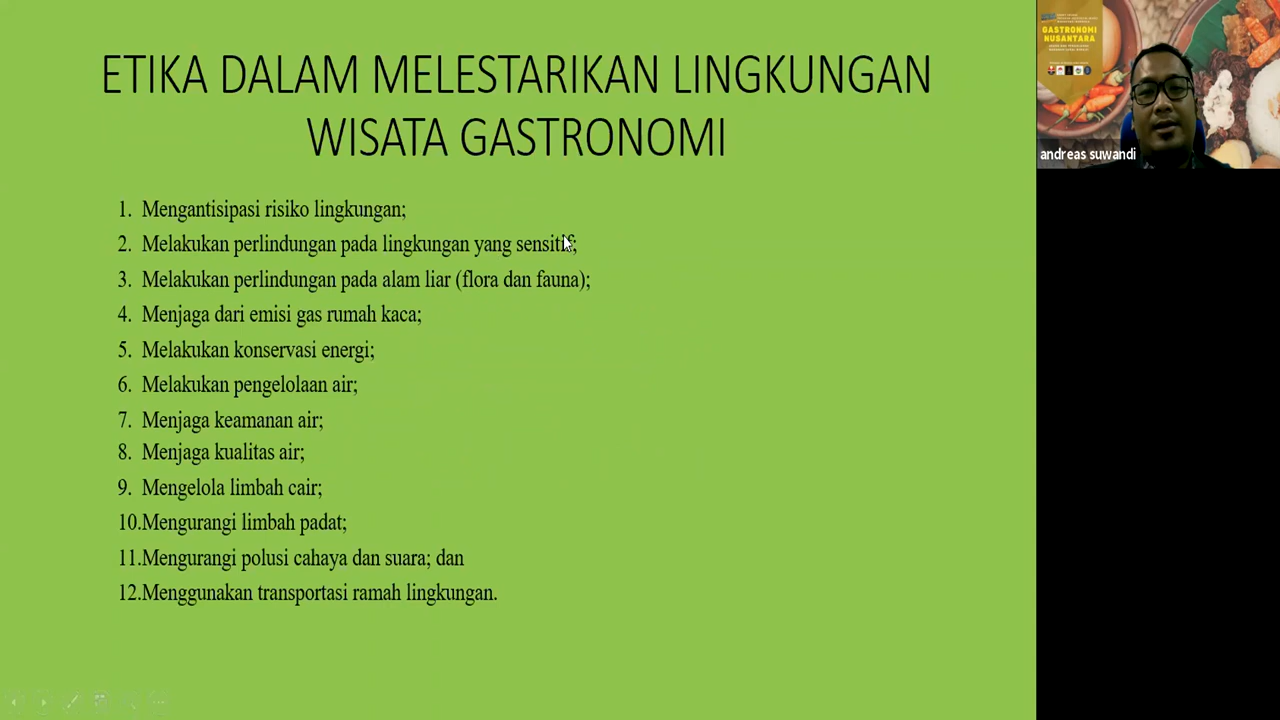 ETIKA DALAM MELESTARIKAN LINGKUNGAN
WISATA GASTRONOMI
1. Mengantisipasi risiko lingkungan;
2. Melakukan perlindungan pada lingkungan yang sensitif;
3. Melakukan perlindungan pada alam liar (flora dan fauna);
4. Menjaga dari emisi gas rumah kaca;
5. Melakukan konservasi energi;
6. Melakukan pengelolaan air;
7. Menjaga keamanan air;
8. Menjaga kualitas air;
9. Mengelola limbah cair;
10.Mengurangi limbah padat;
11.Mengurangi polusi cahaya dan suara; dan
12.Menggunakan transportasi ramah lingkungan.
GASTRONOMI
NUSANTARA
andreas suwandi